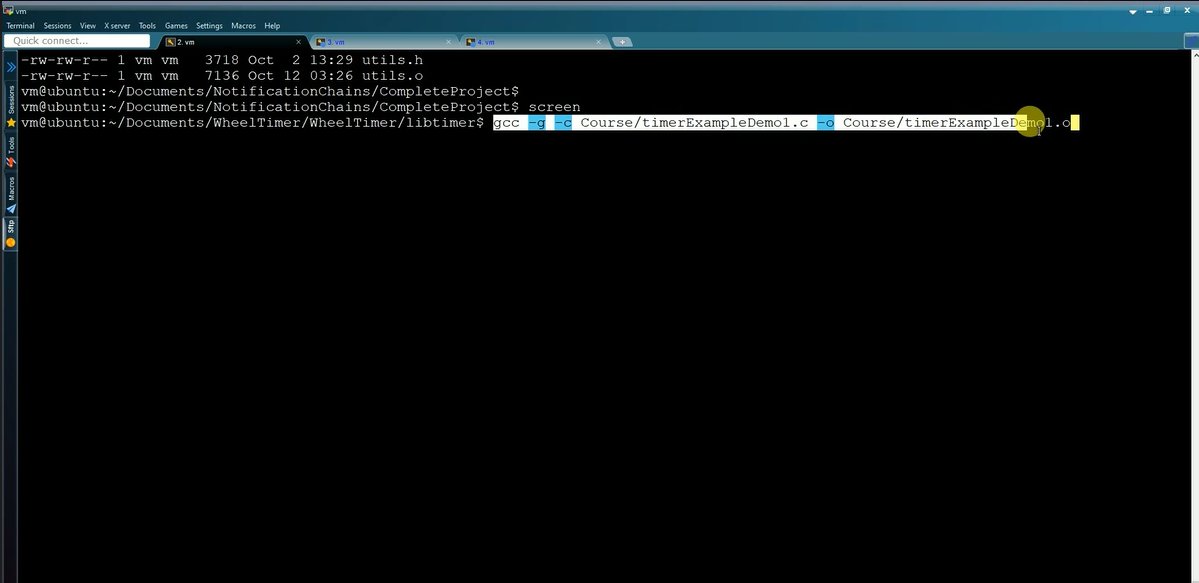 vm
Terminal Sessions View X server Tools Games Settings Macros Help
Quick connect... 2. vm 3. vm 4. vm
Sessions
Tools
Macros
Sftp
-rw-rw-r-- 1 vm vm 3718 Oct 2 13:29 utils.h
-rw-rw-r-- 1 vm vm 7136 Oct 12 03:26 utils.o
vm@ubuntu:~/Documents/NotificationChains/CompleteProject$
vm@ubuntu:~/Documents/NotificationChains/CompleteProject$ screen
vm@ubuntu:~/Documents/WheelTimer/WheelTimer/libtimer$ gcc -g -c Course/timerExampleDemo1.c -o Course/timerExampleDemo1.o